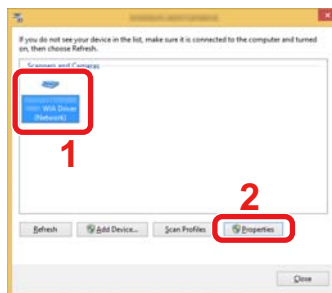 If you do not see your device in the list, make sure it is connected to the computer and turned
on, then choose Refresh.
Scanners and Cameras
WIA Driver
(Network)
1
2
Refresh
Add Device...
Scan Profiles
Properties
Close